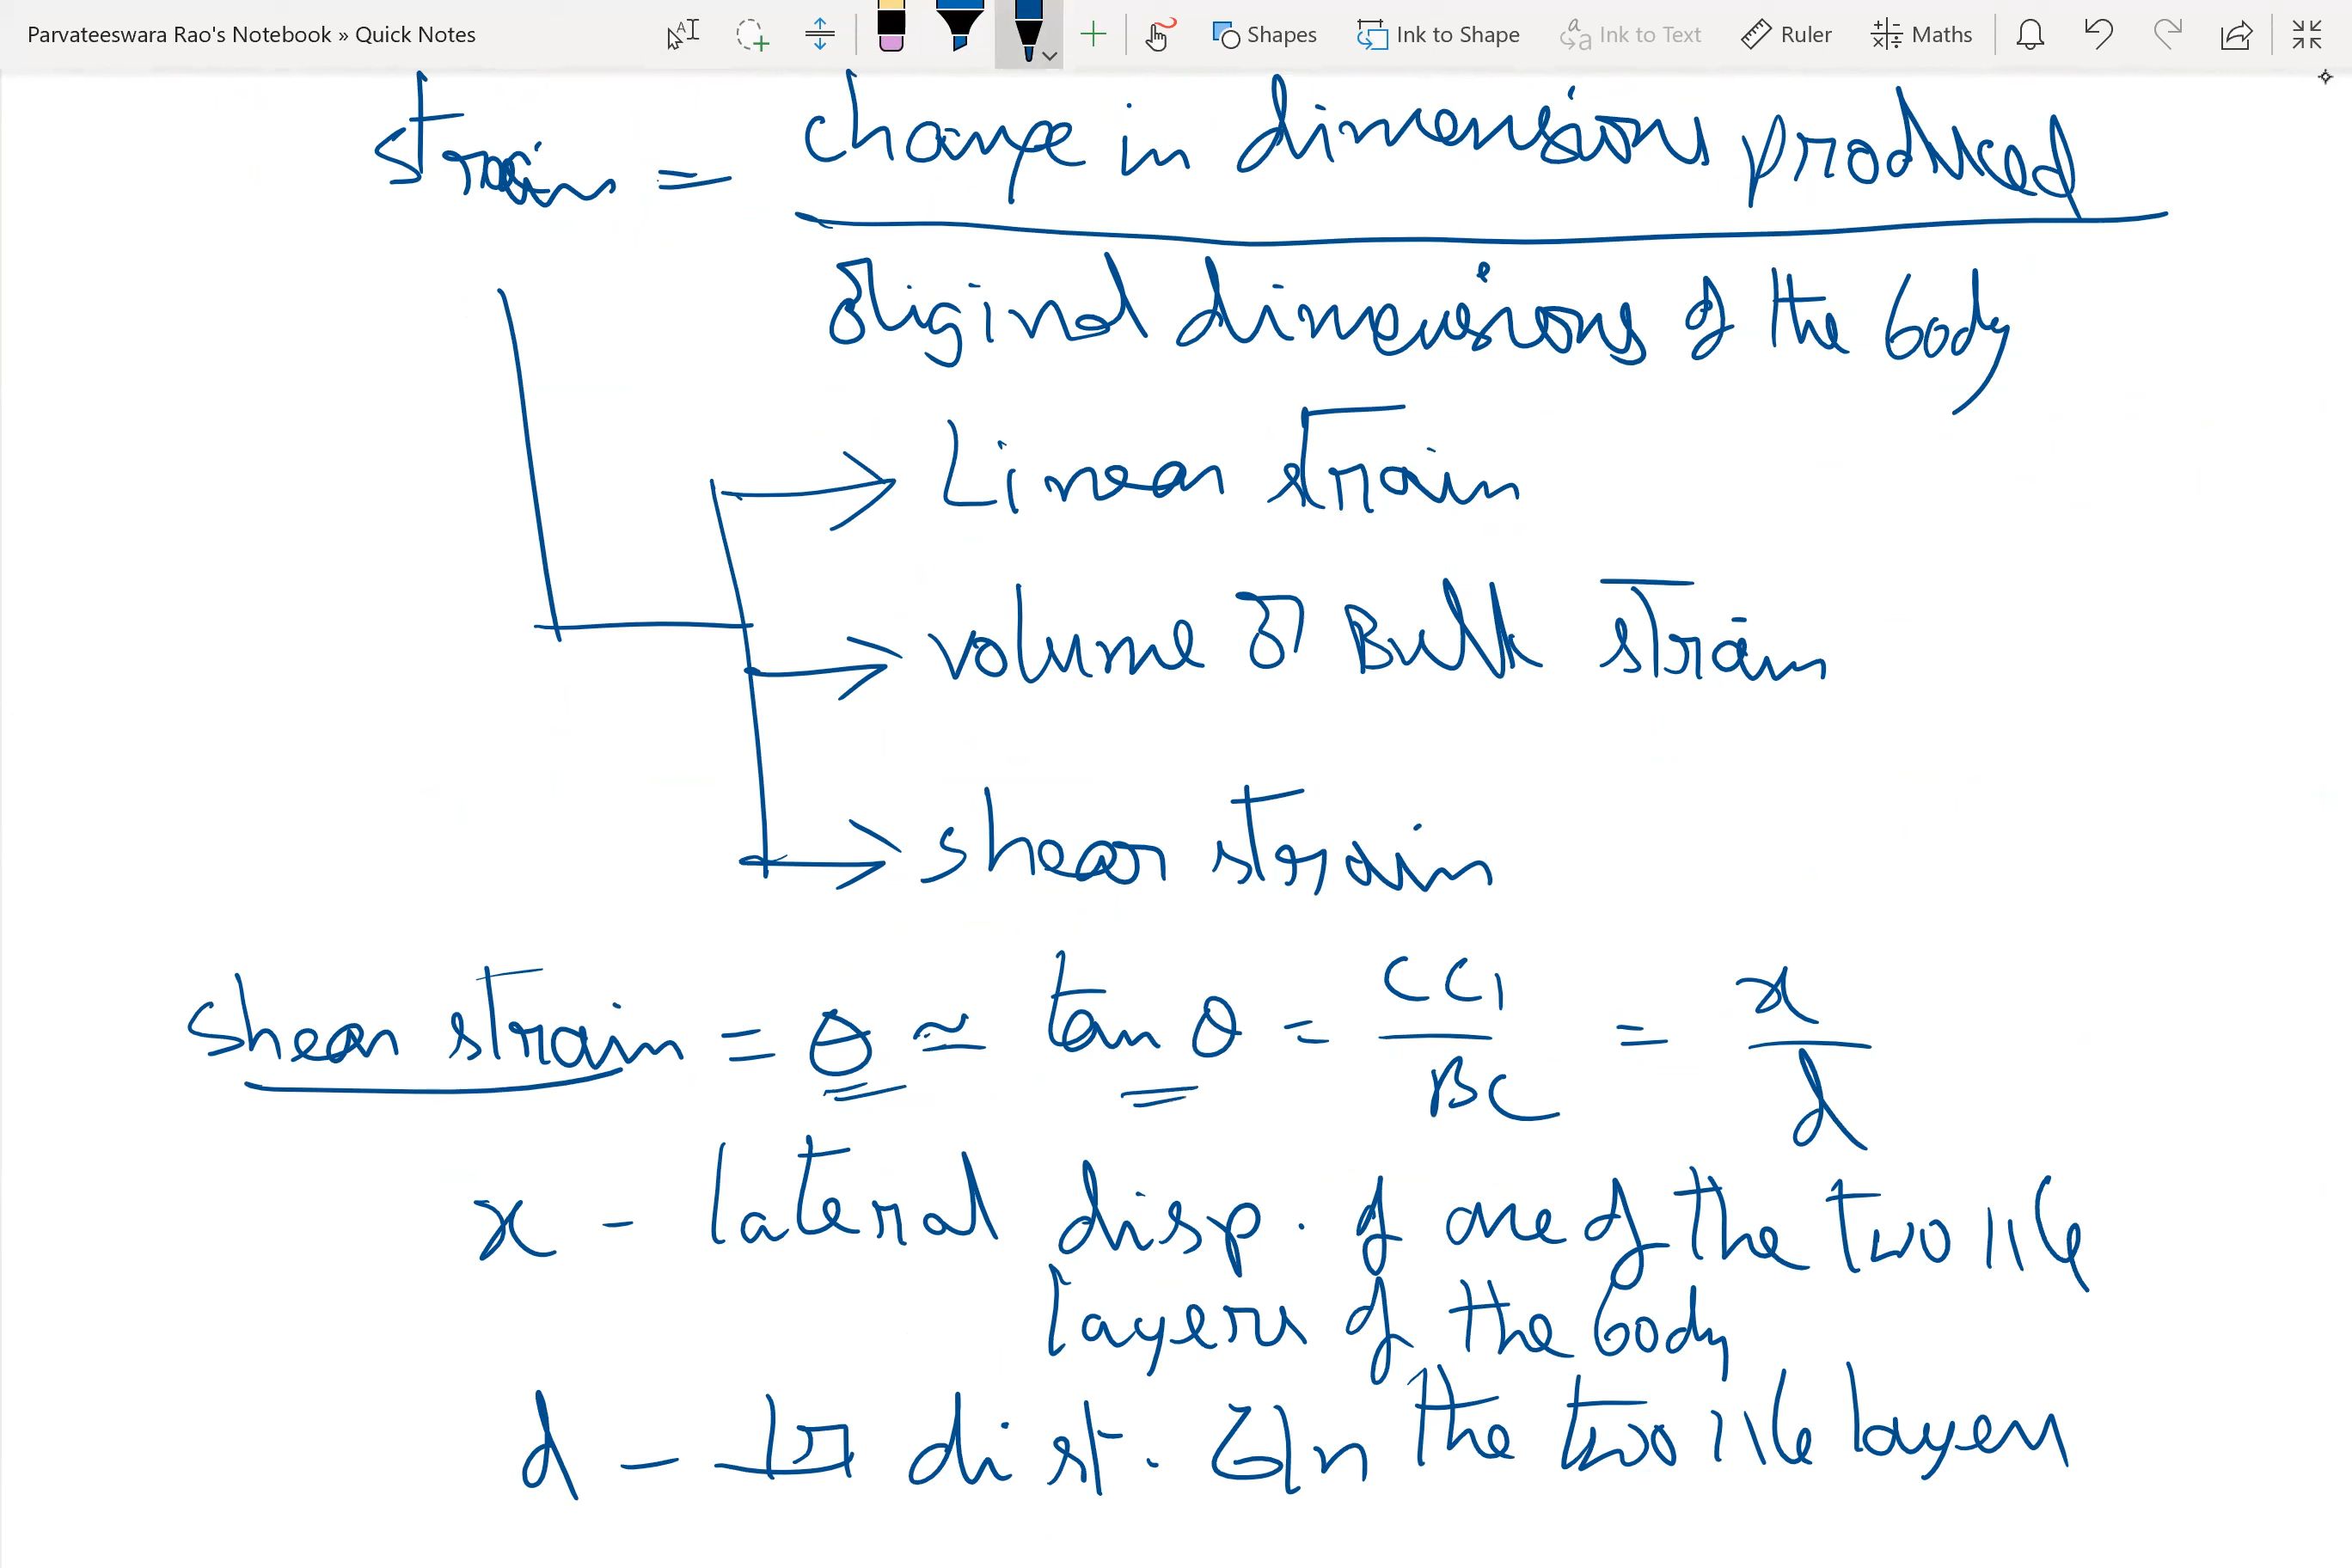 Parvateeswara Rao's Notebook » Quick Notes
Shapes Ink to Shape Ink to Text Ruler Maths
strain = change in dimensions produced
original dimensions of the body
→ Linear strain
→ volume or Bulk strain
→ shear strain
shear strain = θ ≃ tan θ = CC1/BC = x/d
x - lateral disp. of one of the two ||le
layers of the body
d - ⊥r dist. b/n the two ||le layers